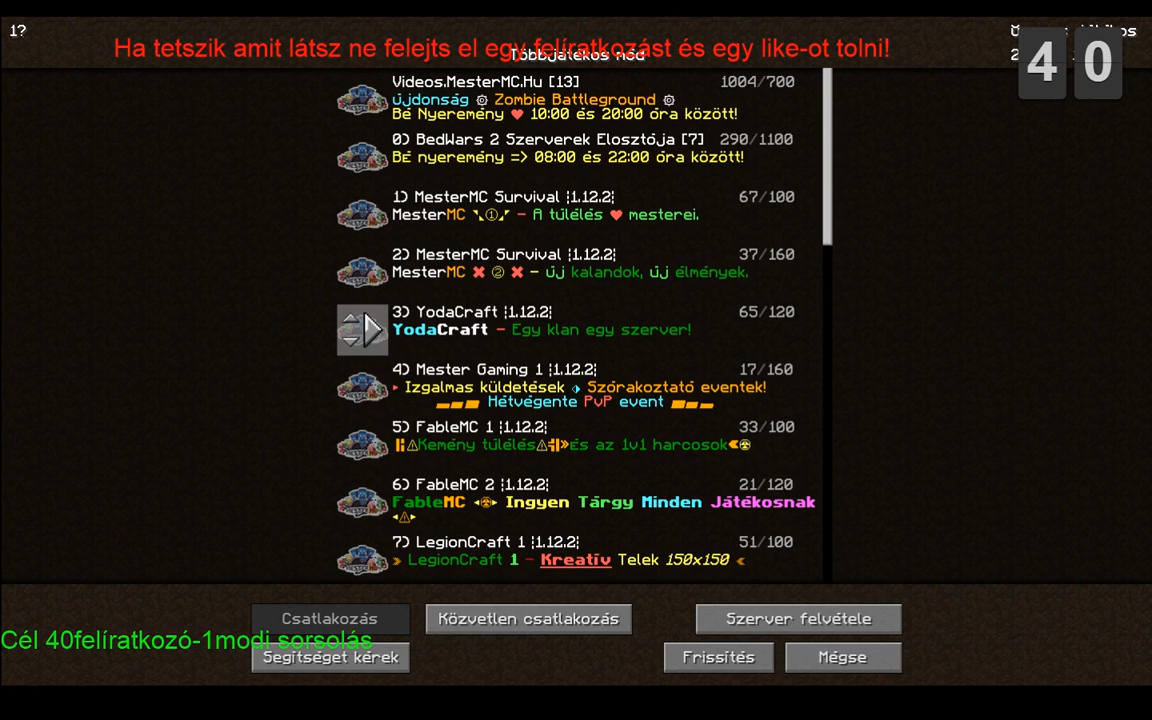 1?
Ha tetszik amit látsz ne felejts el egy felíratkozást és egy like-ot tolni!
Többjátékos mód
40
Videos.MesterMC.Hu [13] 1004/700
újdonság ⚙ Zombie Battleground ⚙
Bé Nyeremény ♥ 10:00 és 20:00 óra között!
0) BedWars 2 Szerverek Elosztója [7] 290/1100
BÉ nyeremény => 08:00 és 22:00 óra között!
1) MesterMC Survival |1.12.2| 67/100
MesterMC ① - A túlélés ♥ mesterei.
2) MesterMC Survival |1.12.2| 37/160
MesterMC ✖ ② ✖ - új kalandok, új élmények.
3) YodaCraft |1.12.2| 65/120
YodaCraft - Egy klan egy szerver!
4) Mester Gaming 1 |1.12.2| 17/160
Izgalmas küldetések Szórakoztató eventek!
Hétvégente PvP event
5) FableMC 1 |1.12.2| 33/100
⚠Kemény túlélés⚠»És az 1v1 harcosok
6) FableMC 2 |1.12.2| 21/120
FableMC Ingyen Tárgy Minden Játékosnak
7) LegionCraft 1 |1.12.2| 51/100
» LegionCraft 1 - Kreatív Telek 150x150 «
Csatlakozás Közvetlen csatlakozás Szerver felvétele
Cél 40felíratkozó-1modi sorsolás
Segítséget kérek Frissítés Mégse